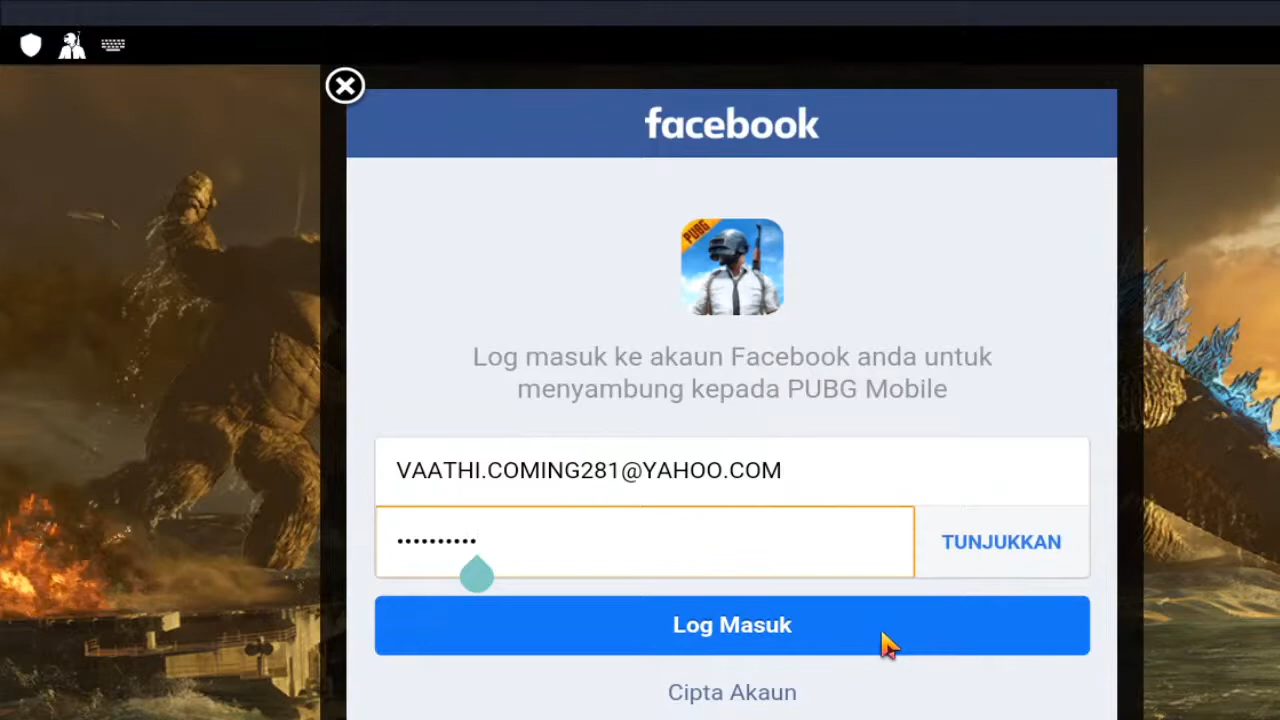 facebook
PUBG
Log masuk ke akaun Facebook anda untuk
menyambung kepada PUBG Mobile
VAATHI.COMING281@YAHOO.COM
••••••••••
TUNJUKKAN
Log Masuk
Cipta Akaun